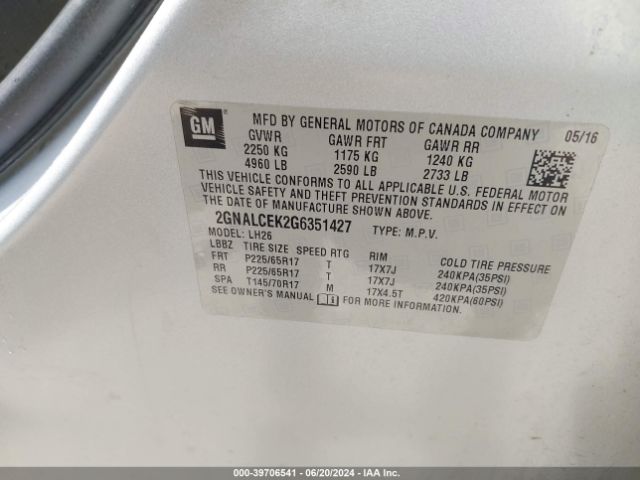 GM
MFD BY GENERAL MOTORS OF CANADA COMPANY 05/16
GVWR GAWR FRT GAWR RR
2250 KG 1175 KG 1240 KG
4960 LB 2590 LB 2733 LB
THIS VEHICLE CONFORMS TO ALL APPLICABLE U.S. FEDERAL MOTOR
VEHICLE SAFETY AND THEFT PREVENTION STANDARDS IN EFFECT ON
THE DATE OF MANUFACTURE SHOWN ABOVE.
2GNALCEK2G6351427 TYPE: M.P.V.
MODEL: LH26
LBBZ TIRE SIZE SPEED RTG RIM COLD TIRE PRESSURE
FRT P225/65R17 T 17X7J 240KPA(35PSI)
RR P225/65R17 T 17X7J 240KPA(35PSI)
SPA T145/70R17 M 17X4.5T 420KPA(60PSI)
SEE OWNER'S MANUAL FOR MORE INFORMATION.
000-39706541 / 06/20/2024 / IAAI.COM